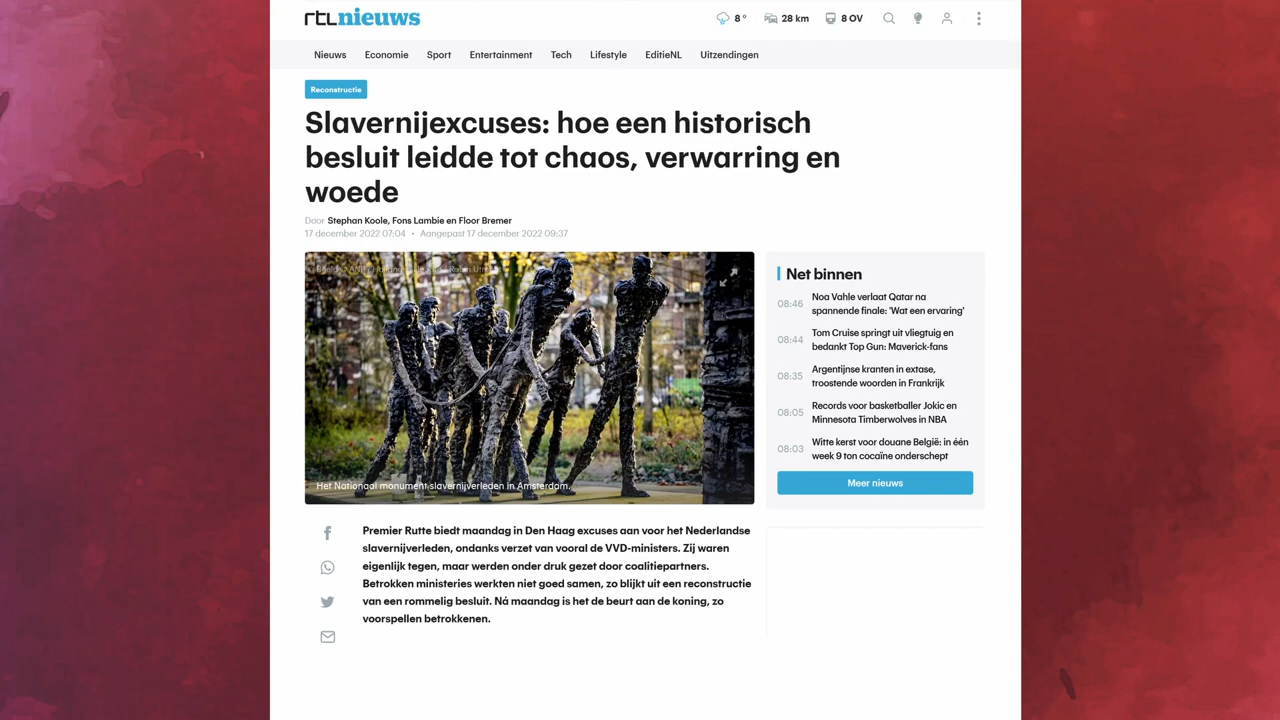 rtlnieuws
8 °
28 km
8 OV
Nieuws Economie Sport Entertainment Tech Lifestyle EditieNL Uitzendingen
Reconstructie
Slavernijexcuses: hoe een historisch
besluit leidde tot chaos, verwarring en
woede
Door Stephan Koole, Fons Lambie en Floor Bremer
17 december 2022 07:04 • Aangepast 17 december 2022 09:37
Het Nationaal monument slavernijverleden in Amsterdam.
Net binnen
08:46 Noa Vahle verlaat Qatar na
spannende finale: 'Wat een ervaring'
08:44 Tom Cruise springt uit vliegtuig en
bedankt Top Gun: Maverick-fans
08:35 Argentijnse kranten in extase,
troostende woorden in Frankrijk
08:05 Records voor basketballer Jokic en
Minnesota Timberwolves in NBA
08:03 Witte kerst voor douane België: in één
week 9 ton cocaïne onderschept
Meer nieuws
Premier Rutte biedt maandag in Den Haag excuses aan voor het Nederlandse
slavernijverleden, ondanks verzet van vooral de VVD-ministers. Zij waren
eigenlijk tegen, maar werden onder druk gezet door coalitiepartners.
Betrokken ministeries werkten niet goed samen, zo blijkt uit een reconstructie
van een rommelig besluit. Ná maandag is het de beurt aan de koning, zo
voorspellen betrokkenen.